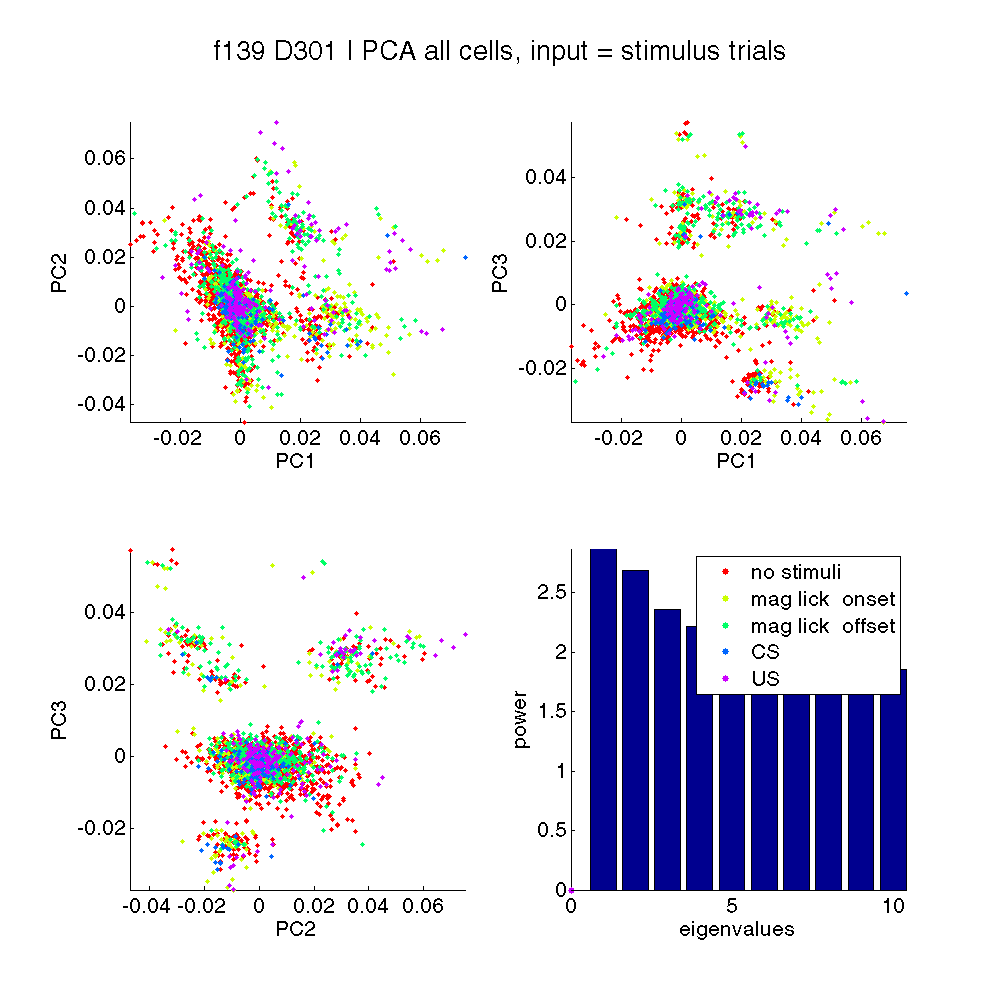 f139 D301 | PCA all cells, input = stimulus trials
0.06
0.04
0.02
0
-0.02
-0.04
PC2
-0.02 0 0.02 0.04 0.06
PC1
0.04
0.02
0
-0.02
PC3
-0.02 0 0.02 0.04 0.06
PC1
0.04
0.02
0
-0.02
PC3
-0.04 -0.02 0 0.02 0.04 0.06
PC2
2.5
2
1.5
1
0.5
0
power
0 5 10
eigenvalues
no stimuli
mag lick onset
mag lick offset
CS
US